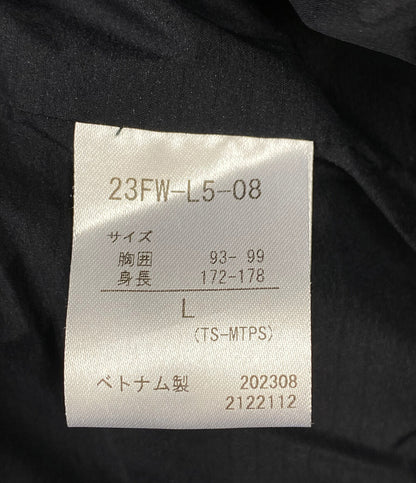 23FW-L5-08
サイズ
胸囲 93- 99
身長 172-178
L
(TS-MTPS)
ベトナム製 202308
2122112